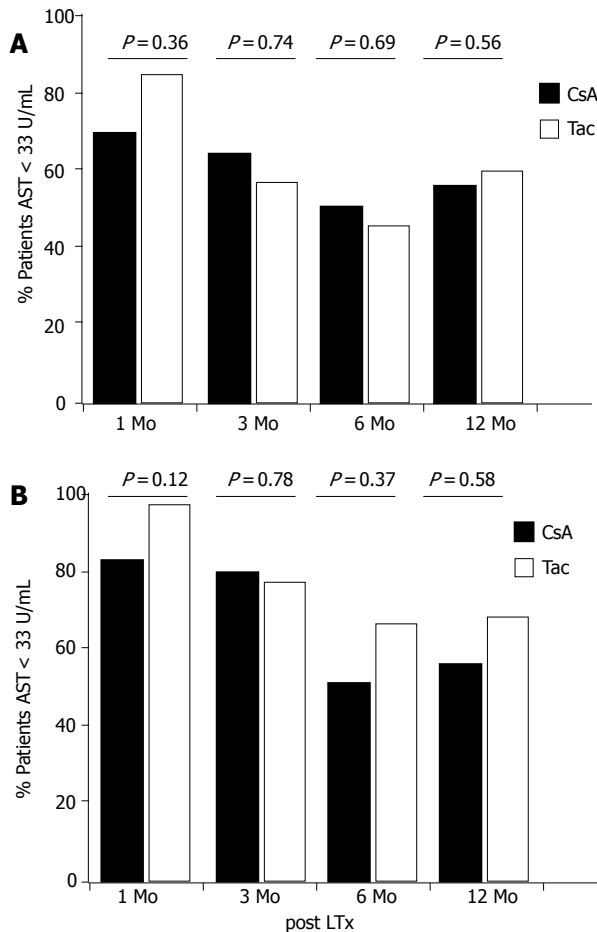 A
100
P = 0.36 P = 0.74 P = 0.69 P = 0.56
CsA
Tac
80
60
40
20
0
% Patients AST < 33 U/mL
1 Mo 3 Mo 6 Mo 12 Mo
B
100
P = 0.12 P = 0.78 P = 0.37 P = 0.58
CsA
Tac
80
60
40
20
0
% Patients AST < 33 U/mL
1 Mo 3 Mo 6 Mo 12 Mo
post LTx